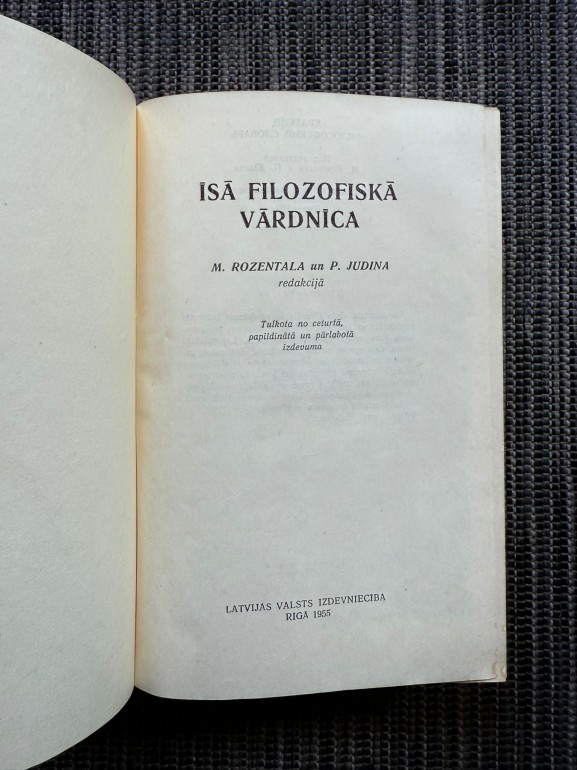 ĪSĀ FILOZOFISKĀ
VĀRDNĪCA
M. ROZENTALA un P. JUDINA
redakcijā
Tulkota no ceturtā,
papildinātā un pārlabotā
izdevuma
LATVIJAS VALSTS IZDEVNIECĪBA
RĪGĀ 1955